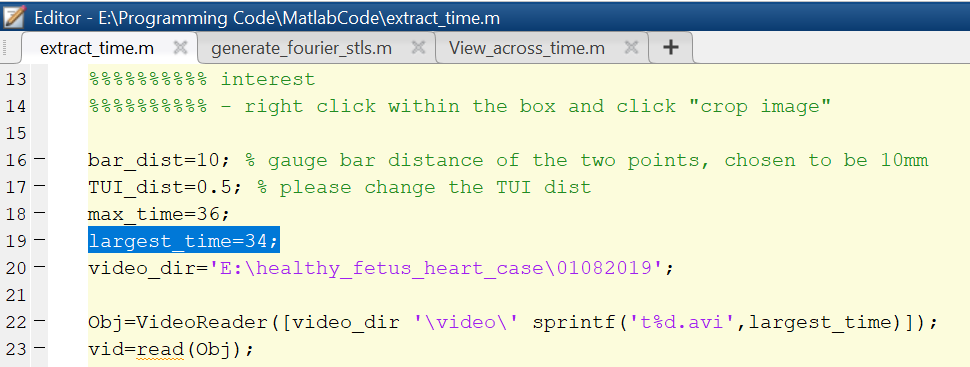 Editor - E:\Programming Code\MatlabCode\extract_time.m
extract_time.m generate_fourier_stls.m View_across_time.m
13 %%%%%%%%%% interest
14 %%%%%%%%%% - right click within the box and click "crop image"
15
16 bar_dist=10; % gauge bar distance of the two points, chosen to be 10mm
17 TUI_dist=0.5; % please change the TUI dist
18 max_time=36;
19 largest_time=34;
20 video_dir='E:\healthy_fetus_heart_case\01082019';
21
22 Obj=VideoReader([video_dir '\video\' sprintf('t%d.avi',largest_time)]);
23 vid=read(Obj);